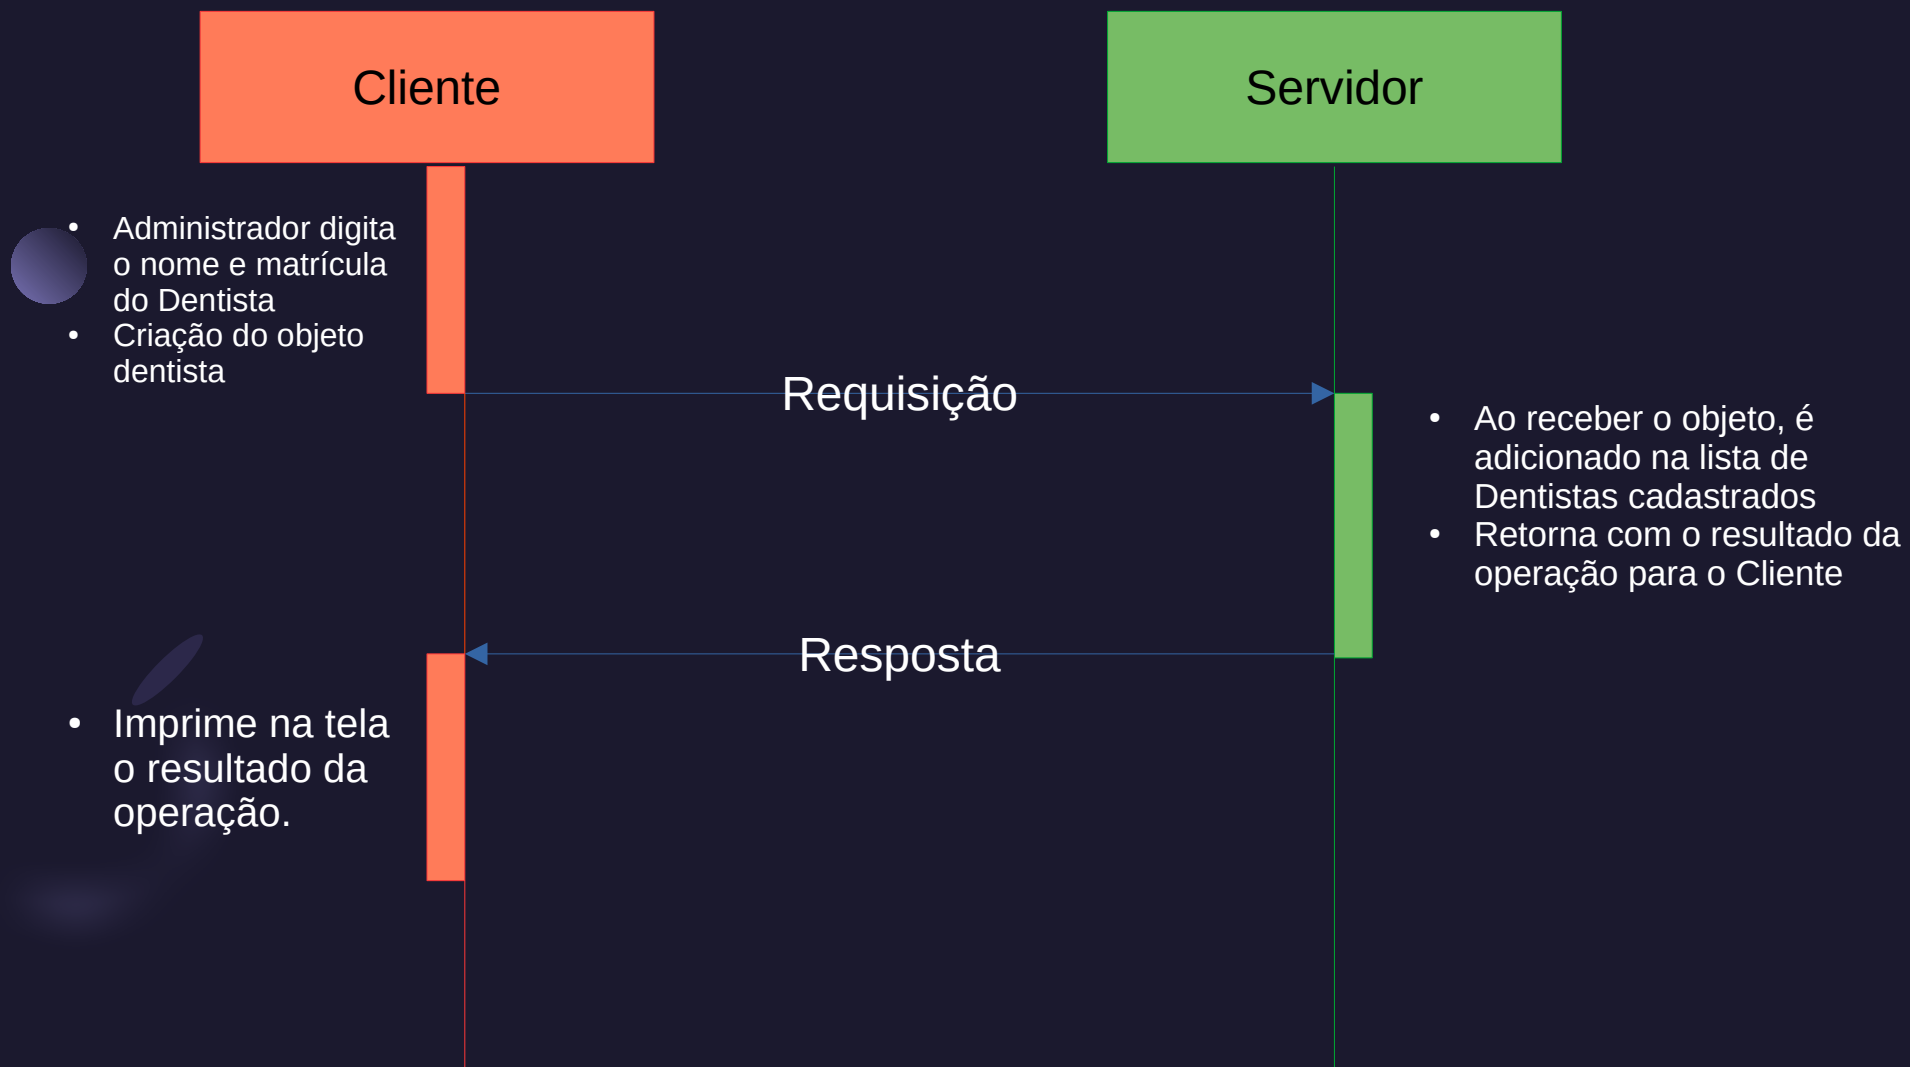 Cliente
Servidor
• Administrador digita
o nome e matrícula
do Dentista
• Criação do objeto
dentista
Requisição
• Ao receber o objeto, é
adicionado na lista de
Dentistas cadastrados
• Retorna com o resultado da
operação para o Cliente
Resposta
• Imprime na tela
o resultado da
operação.